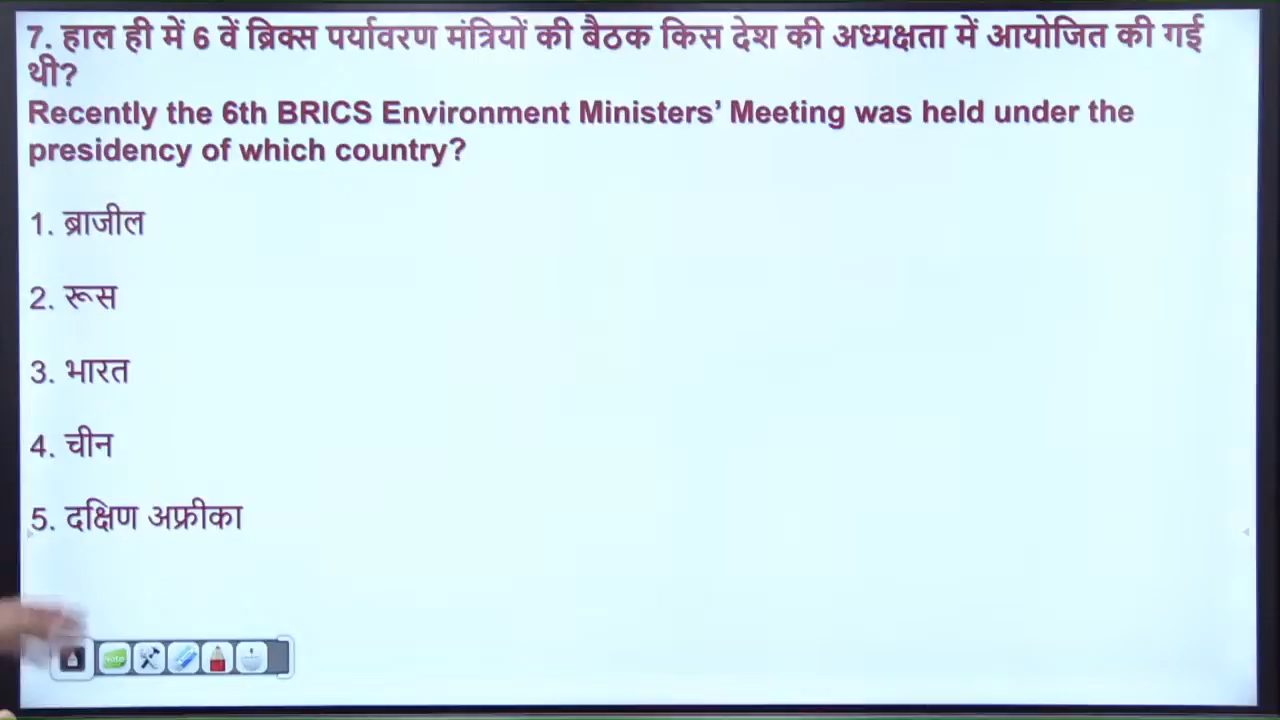 7. हाल ही में 6 वें ब्रिक्स पर्यावरण मंत्रियों की बैठक किस देश की अध्यक्षता में आयोजित की गई
थी?
Recently the 6th BRICS Environment Ministers’ Meeting was held under the
presidency of which country?
1. ब्राजील
2. रूस
3. भारत
4. चीन
5. दक्षिण अफ्रीका
Note